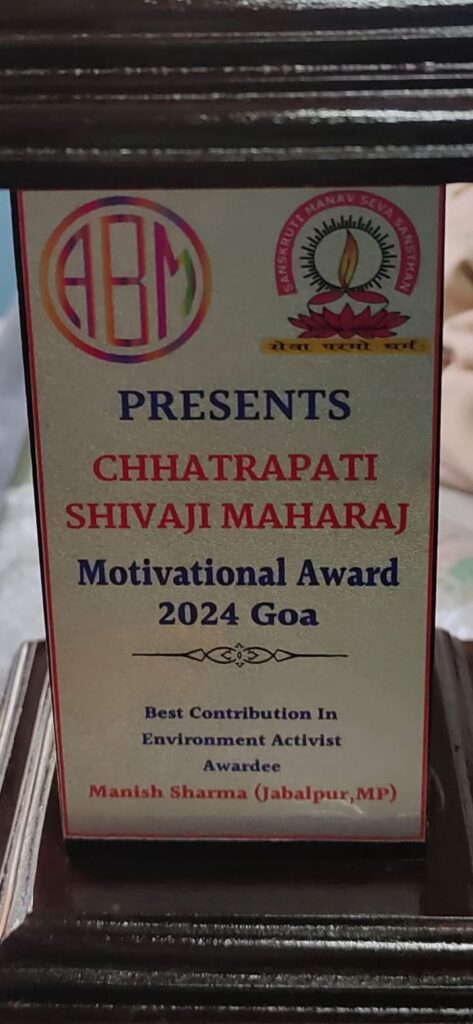 ABM
SANSKRUTI MANAV SEVA SANSTHAN
सेवा परमो धर्म
PRESENTS
CHHATRAPATI
SHIVAJI MAHARAJ
Motivational Award
2024 Goa
Best Contribution In
Environment Activist
Awardee
Manish Sharma (Jabalpur,MP)